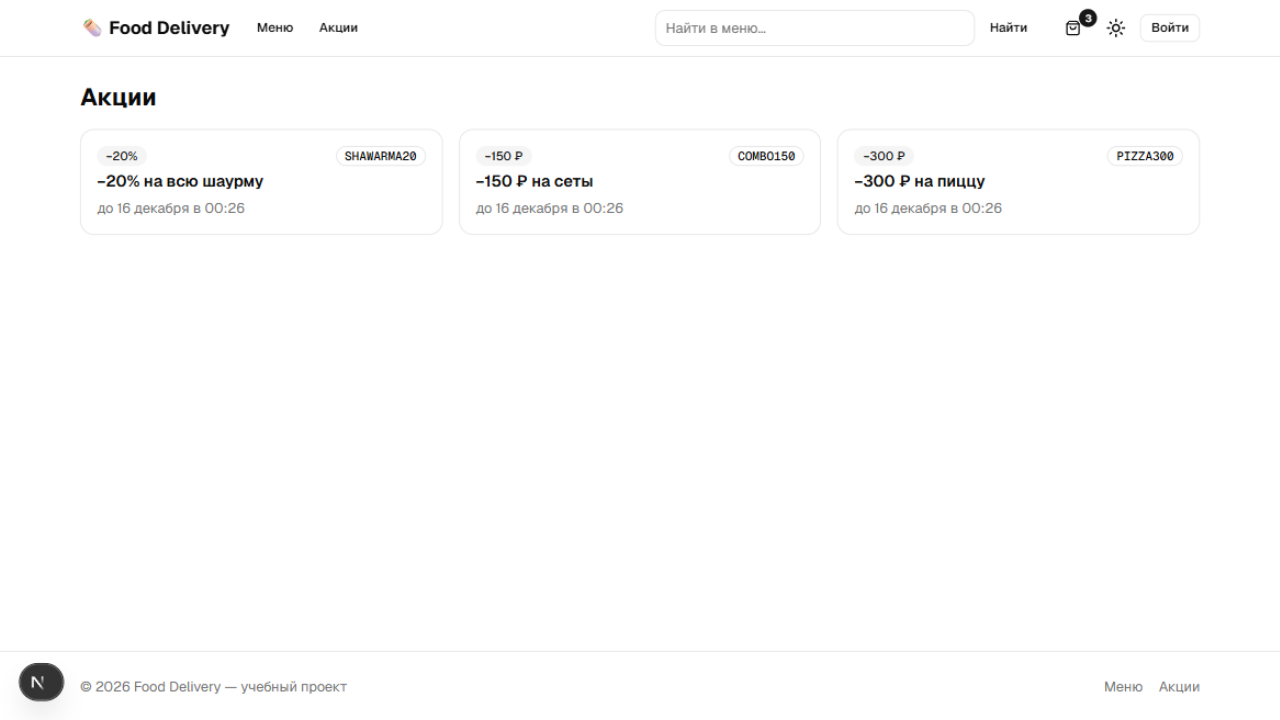 Food Delivery Меню Акции Найти в меню… Найти 3 Войти
Акции
−20% SHAWARMA20
−20% на всю шаурму
до 16 декабря в 00:26
−150 ₽ COMBO150
−150 ₽ на сеты
до 16 декабря в 00:26
−300 ₽ PIZZA300
−300 ₽ на пиццу
до 16 декабря в 00:26
N
© 2026 Food Delivery — учебный проект Меню Акции